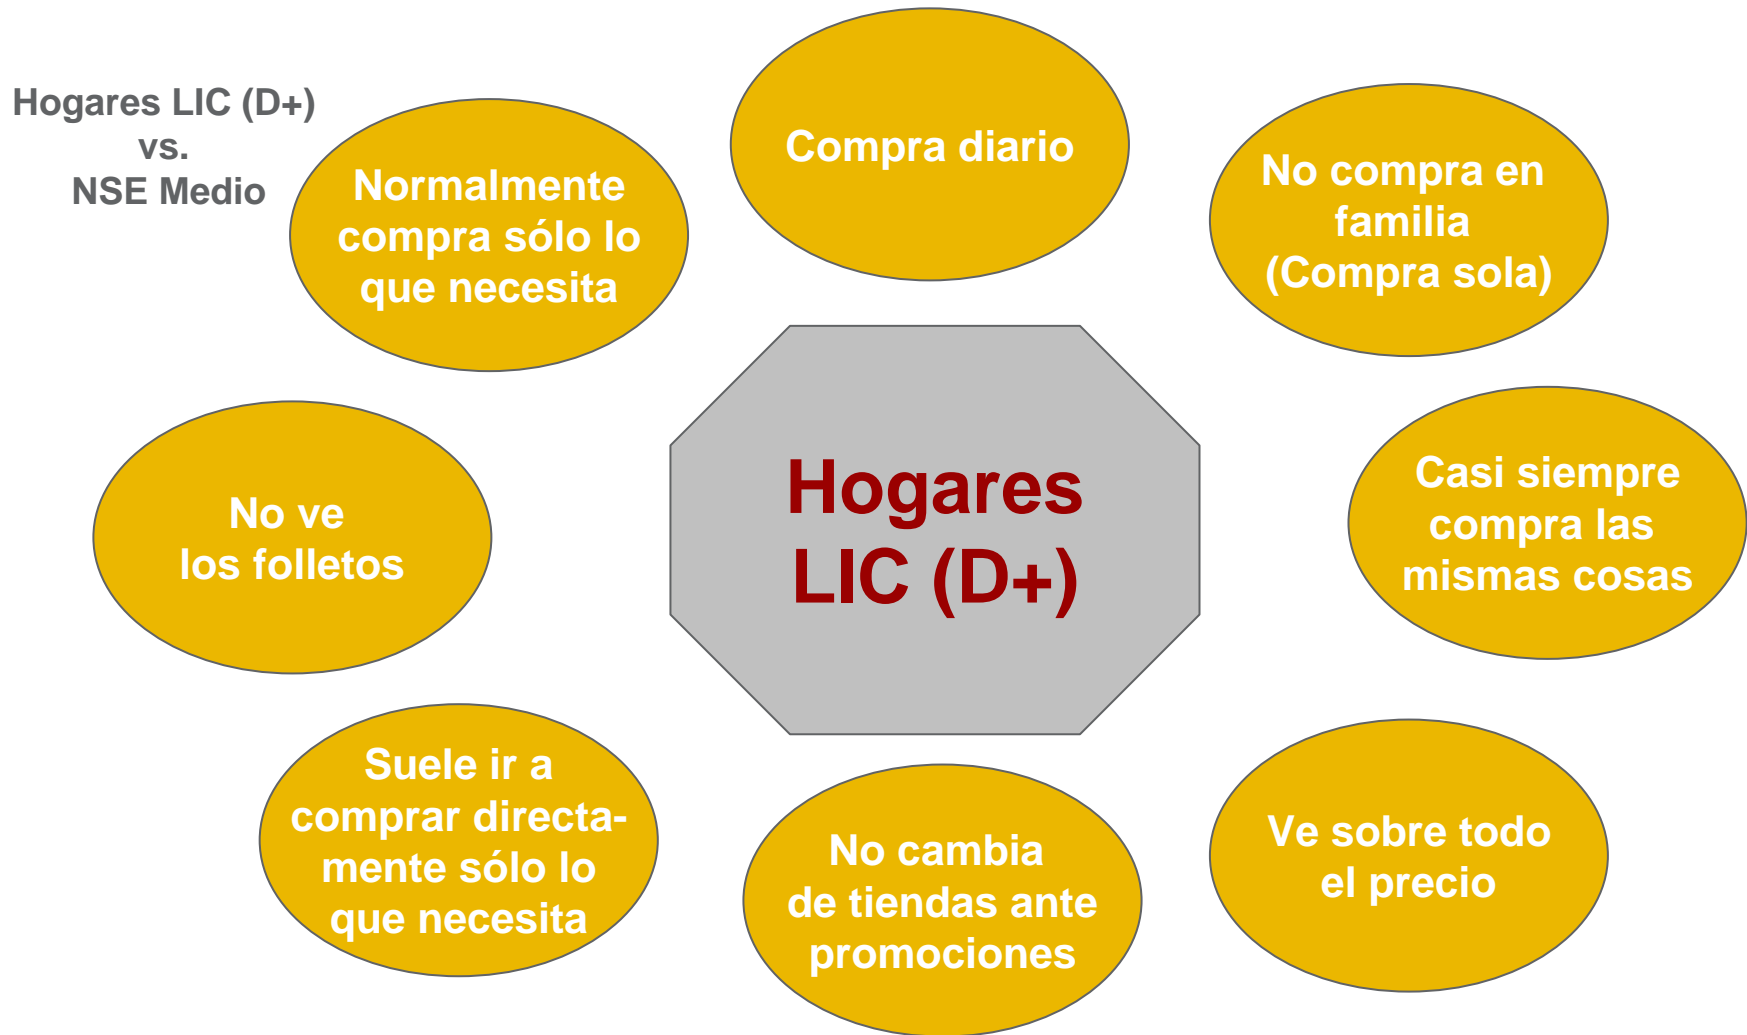 Hogares LIC (D+)
vs.
NSE Medio
Normalmente
compra sólo lo
que necesita
Compra diario
No compra en
familia
(Compra sola)
Casi siempre
compra las
mismas cosas
Ve sobre todo
el precio
No cambia
de tiendas ante
promociones
Suele ir a
comprar directa-
mente sólo lo
que necesita
No ve
los folletos
Hogares
LIC (D+)